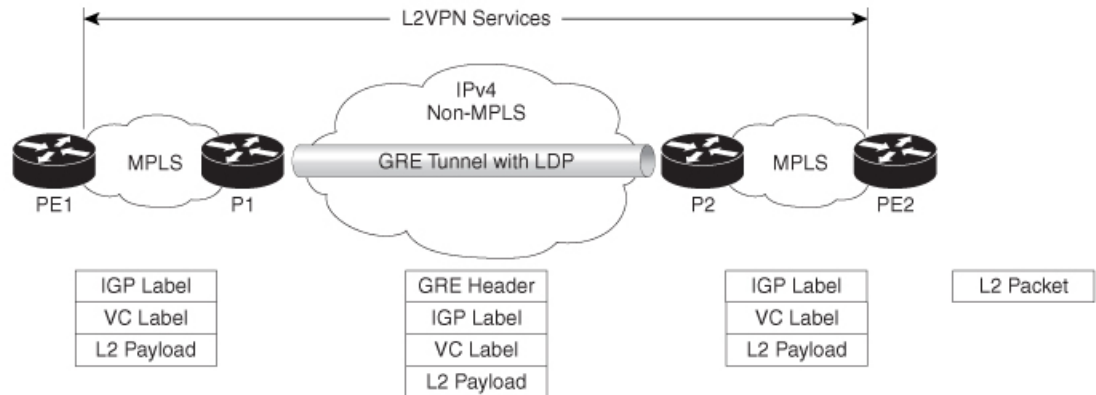 L2VPN Services
IPv4
Non-MPLS
MPLS
GRE Tunnel with LDP
MPLS
PE1
P1
P2
PE2
IGP Label
VC Label
L2 Payload
GRE Header
IGP Label
VC Label
L2 Payload
IGP Label
VC Label
L2 Payload
L2 Packet